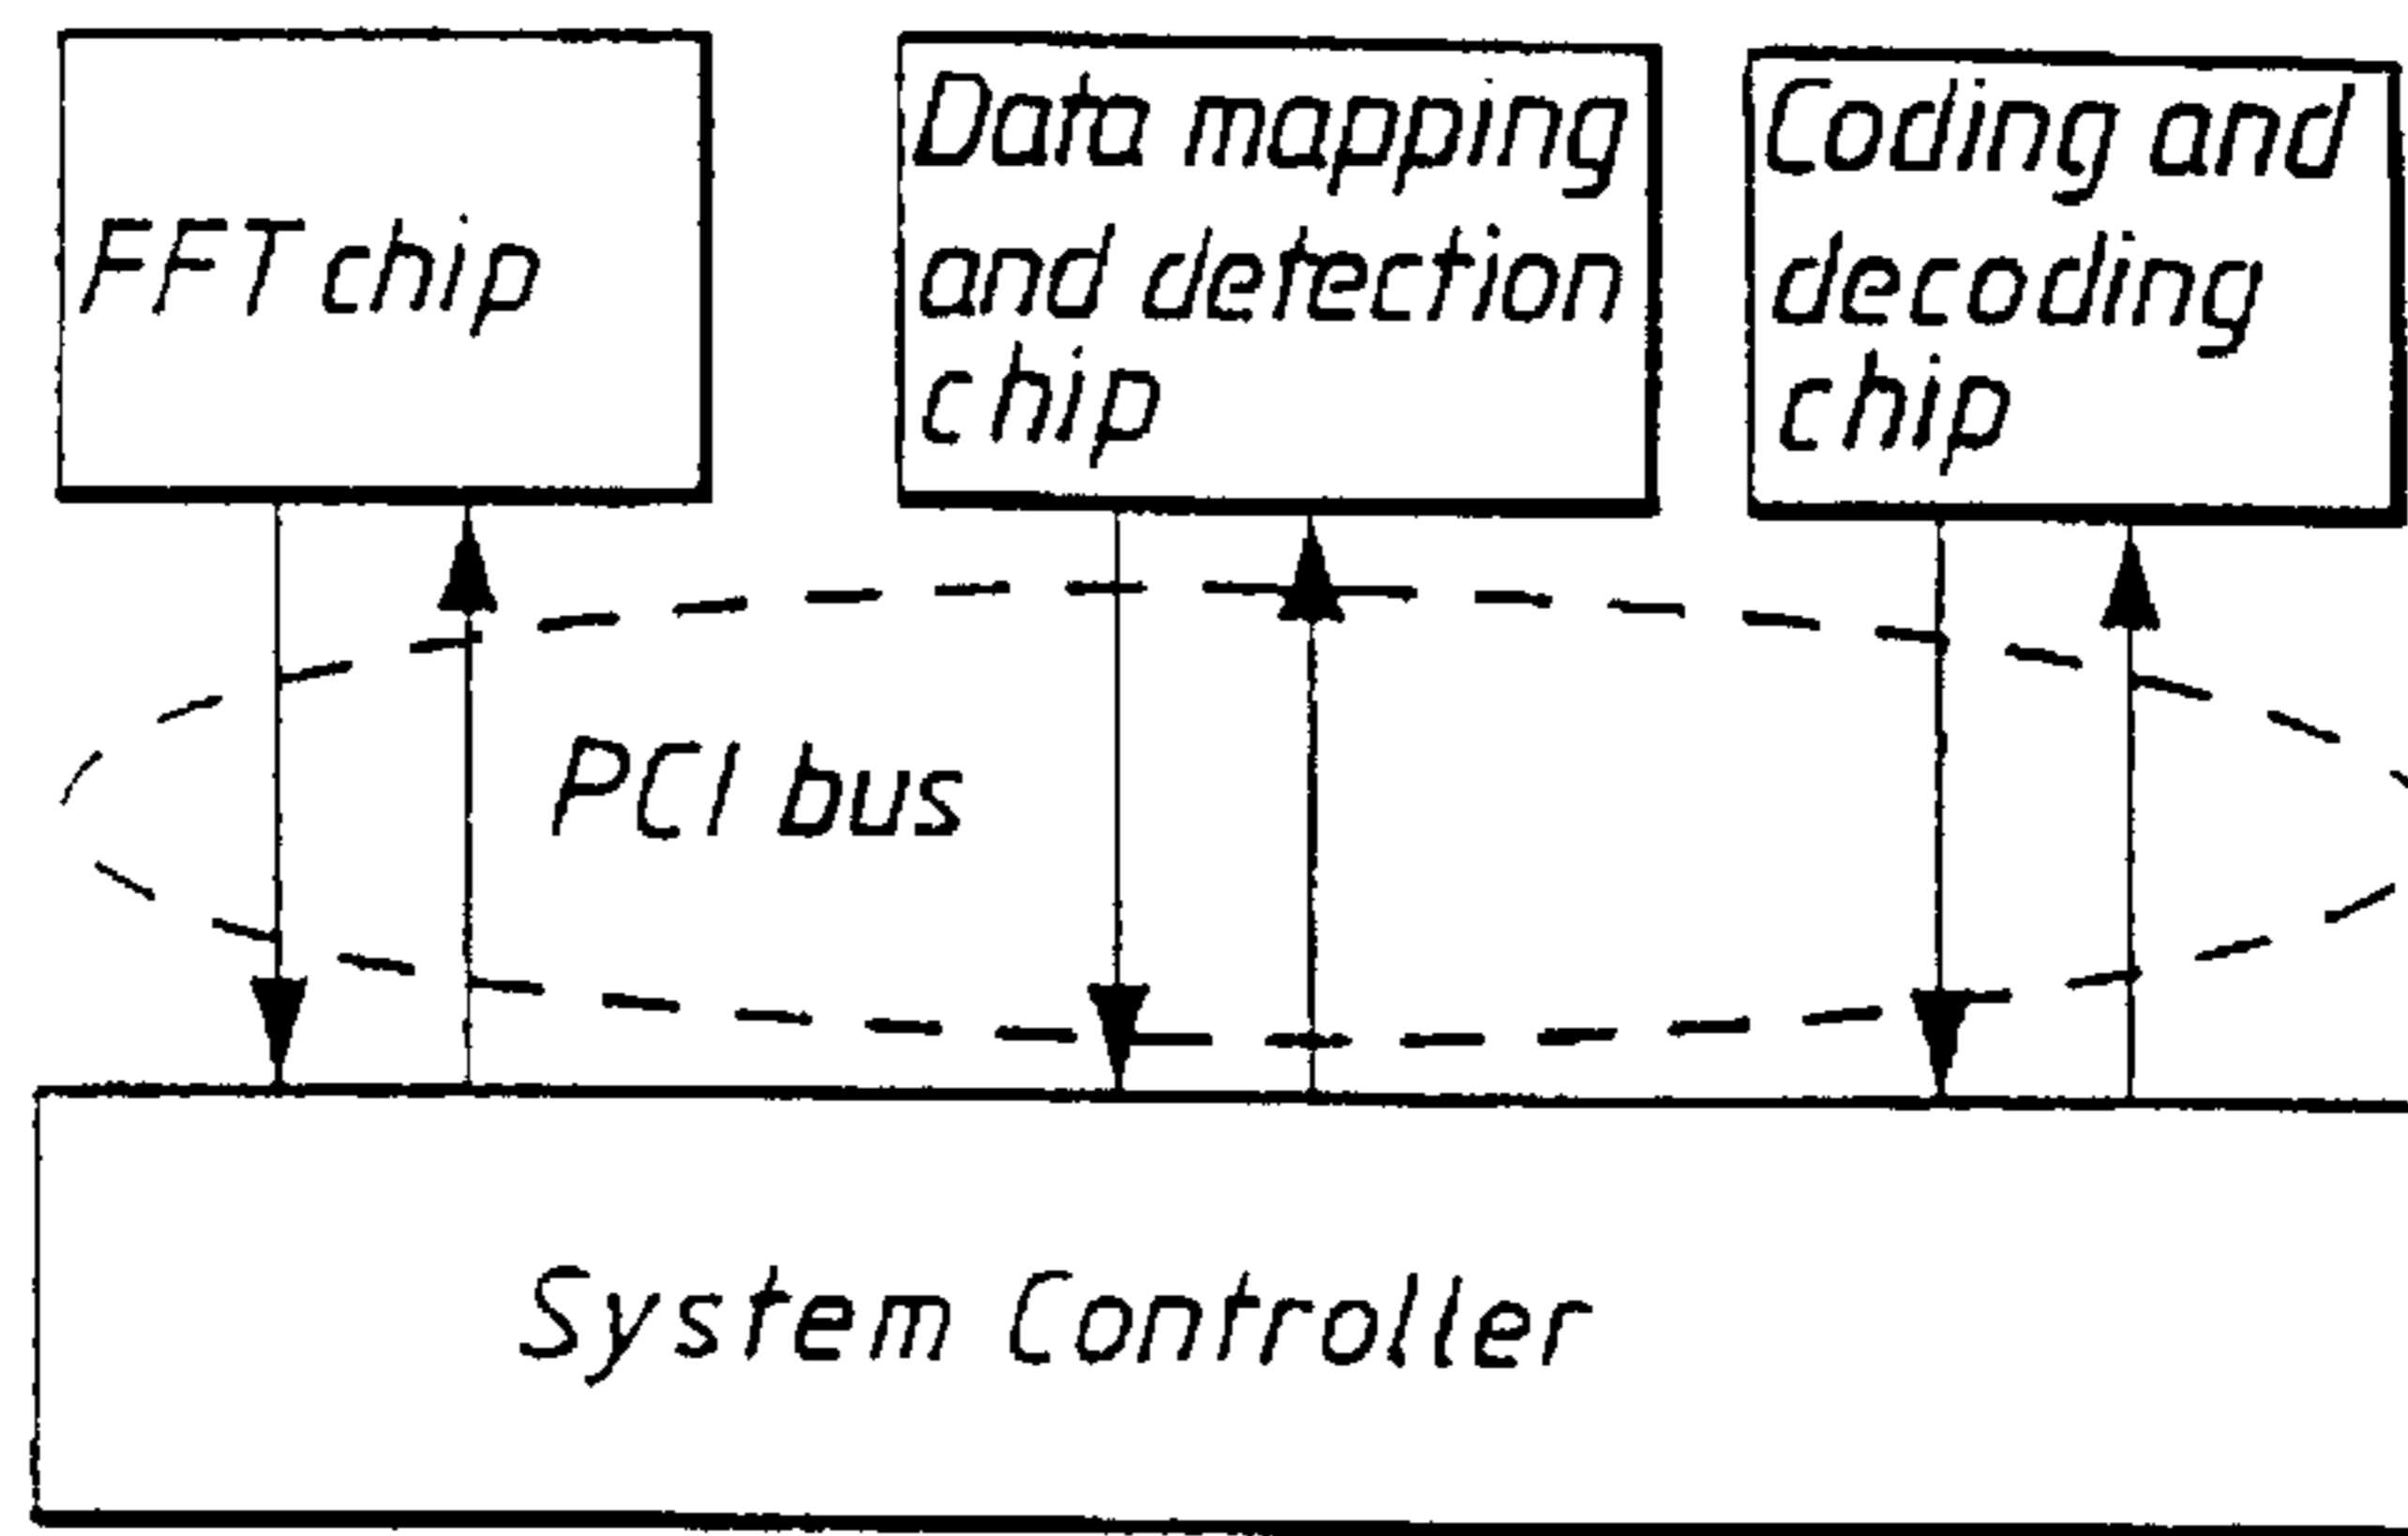 FFT chip
Data mapping
and detection
chip
Coding and
decoding
chip
PCI bus
System Controller